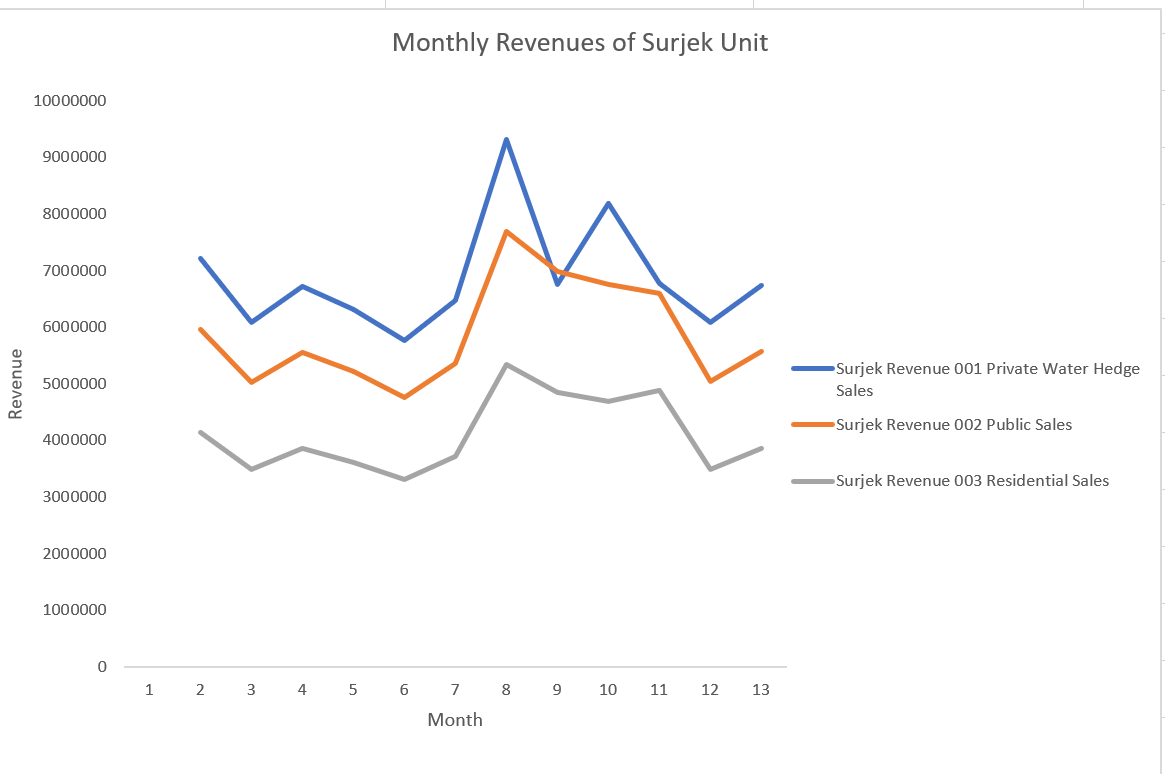 Monthly Revenues of Surjek Unit
10000000
9000000
8000000
7000000
6000000
5000000
4000000
3000000
2000000
1000000
0
Revenue
1 2 3 4 5 6 7 8 9 10 11 12 13
Month
Surjek Revenue 001 Private Water Hedge
Sales
Surjek Revenue 002 Public Sales
Surjek Revenue 003 Residential Sales